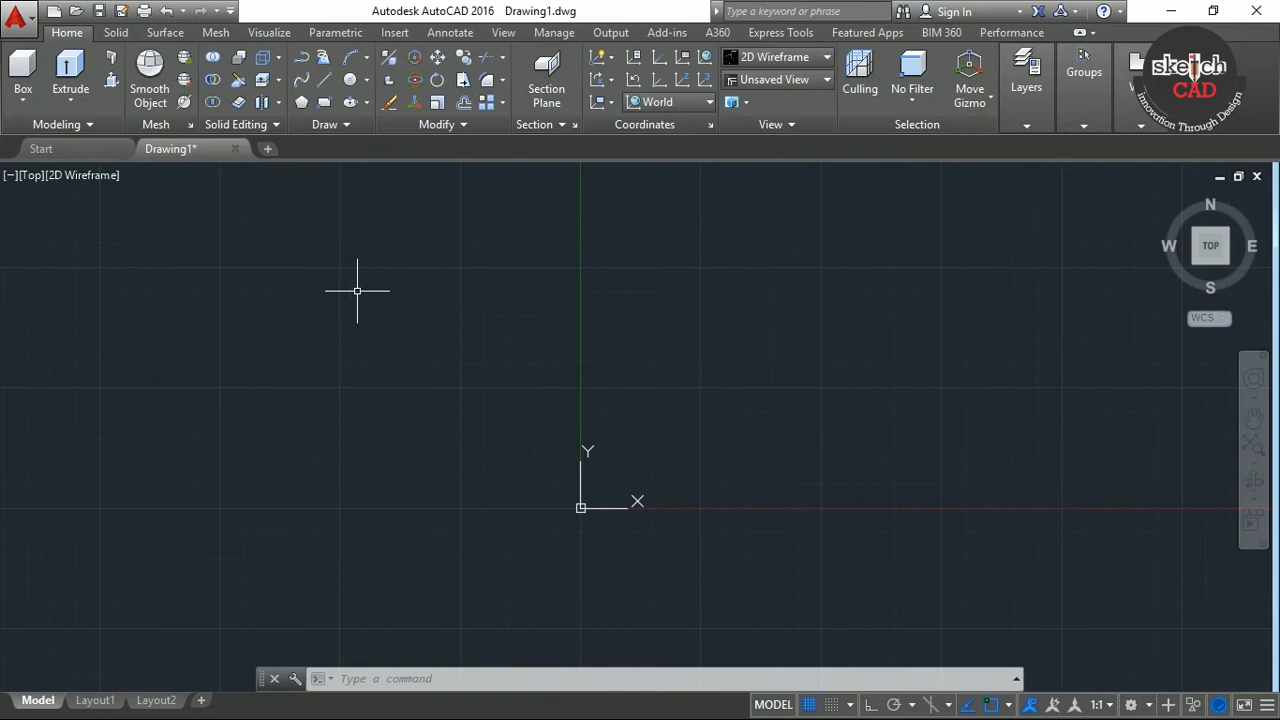 Autodesk AutoCAD 2016 Drawing1.dwg
Type a keyword or phrase
Sign In
Home Solid Surface Mesh Visualize Parametric Insert Annotate View Manage Output Add-ins A360 Express Tools Featured Apps BIM 360 Performance
Box
Extrude
Smooth
Object
Section
Plane
2D Wireframe
Unsaved View
World
Culling
No Filter
Move
Gizmo
Layers
Groups
sketch
CAD
Innovation Through Design
Modeling Mesh Solid Editing Draw Modify Section Coordinates View Selection
Start Drawing1*
[−][Top][2D Wireframe]
N
W TOP E
S
WCS
Y
X
Type a command
Model Layout1 Layout2
MODEL 1:1